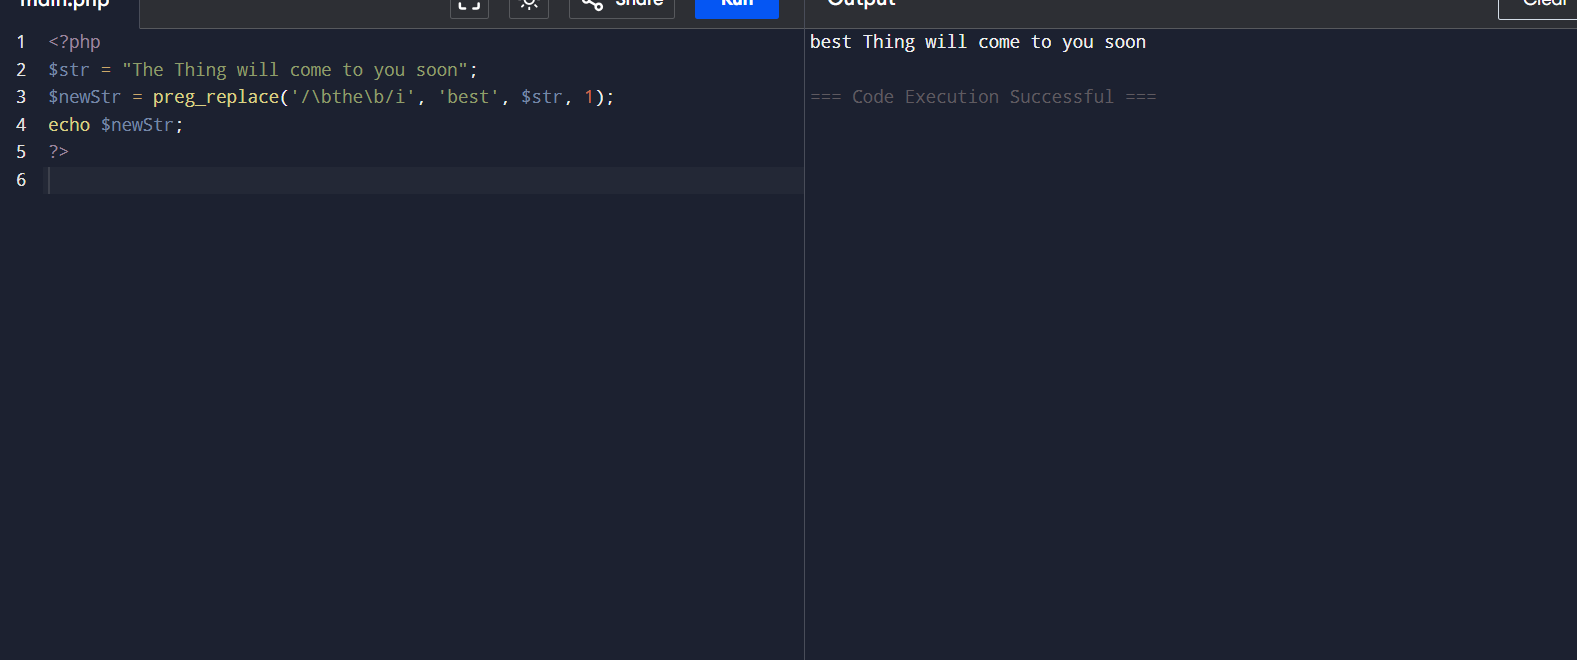 main.php Share Run Output Clear
1 <?php
2 $str = "The Thing will come to you soon";
3 $newStr = preg_replace('/\bthe\b/i', 'best', $str, 1);
4 echo $newStr;
5 ?>
6
best Thing will come to you soon
=== Code Execution Successful ===